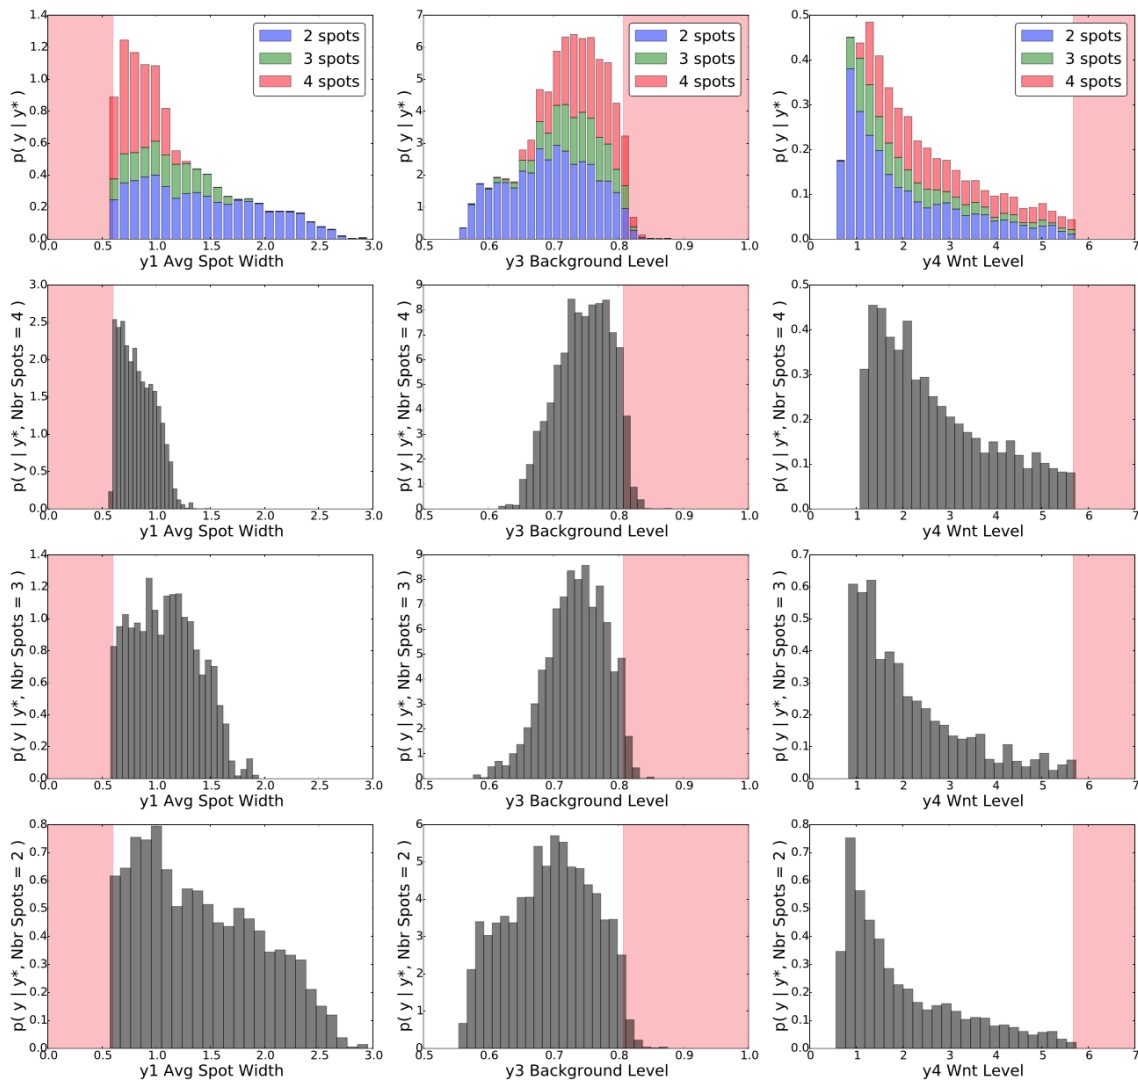 1.4
1.2
1.0
0.8
0.6
0.4
0.2
0.0
p( y | y* )
2 spots
3 spots
4 spots
0.0 0.5 1.0 1.5 2.0 2.5 3.0
y1 Avg Spot Width
7
6
5
4
3
2
1
0
p( y | y* )
2 spots
3 spots
4 spots
0.5 0.6 0.7 0.8 0.9 1.0
y3 Background Level
0.5
0.4
0.3
0.2
0.1
0.0
p( y | y* )
2 spots
3 spots
4 spots
0 1 2 3 4 5 6 7
y4 Wnt Level
3.0
2.5
2.0
1.5
1.0
0.5
0.0
p( y | y*, Nbr Spots = 4 )
0.0 0.5 1.0 1.5 2.0 2.5 3.0
y1 Avg Spot Width
9
8
7
6
5
4
3
2
1
0
p( y | y*, Nbr Spots = 4 )
0.5 0.6 0.7 0.8 0.9 1.0
y3 Background Level
0.5
0.4
0.3
0.2
0.1
0.0
p( y | y*, Nbr Spots = 4 )
0 1 2 3 4 5 6 7
y4 Wnt Level
1.4
1.2
1.0
0.8
0.6
0.4
0.2
0.0
p( y | y*, Nbr Spots = 3 )
0.0 0.5 1.0 1.5 2.0 2.5 3.0
y1 Avg Spot Width
9
8
7
6
5
4
3
2
1
0
p( y | y*, Nbr Spots = 3 )
0.5 0.6 0.7 0.8 0.9 1.0
y3 Background Level
0.7
0.6
0.5
0.4
0.3
0.2
0.1
0.0
p( y | y*, Nbr Spots = 3 )
0 1 2 3 4 5 6 7
y4 Wnt Level
0.8
0.7
0.6
0.5
0.4
0.3
0.2
0.1
0.0
p( y | y*, Nbr Spots = 2 )
0.0 0.5 1.0 1.5 2.0 2.5 3.0
y1 Avg Spot Width
6
5
4
3
2
1
0
p( y | y*, Nbr Spots = 2 )
0.5 0.6 0.7 0.8 0.9 1.0
y3 Background Level
0.8
0.7
0.6
0.5
0.4
0.3
0.2
0.1
0.0
p( y | y*, Nbr Spots = 2 )
0 1 2 3 4 5 6 7
y4 Wnt Level